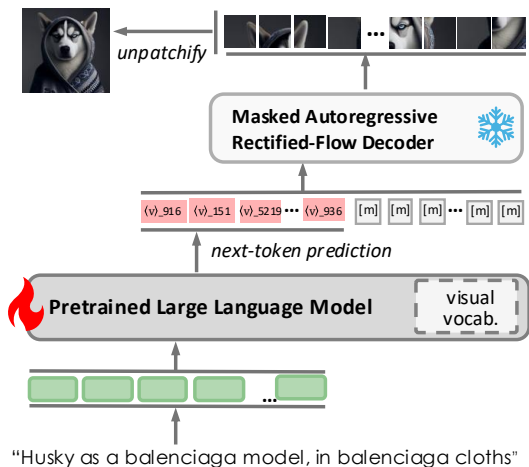 unpatchify
...
Masked Autoregressive
Rectified-Flow Decoder
⟨v⟩_916 ⟨v⟩_151 ⟨v⟩_5219 ... ⟨v⟩_936 [m] [m] [m] ... [m] [m]
next-token prediction
Pretrained Large Language Model
visual
vocab.
...
“Husky as a balenciaga model, in balenciaga cloths”